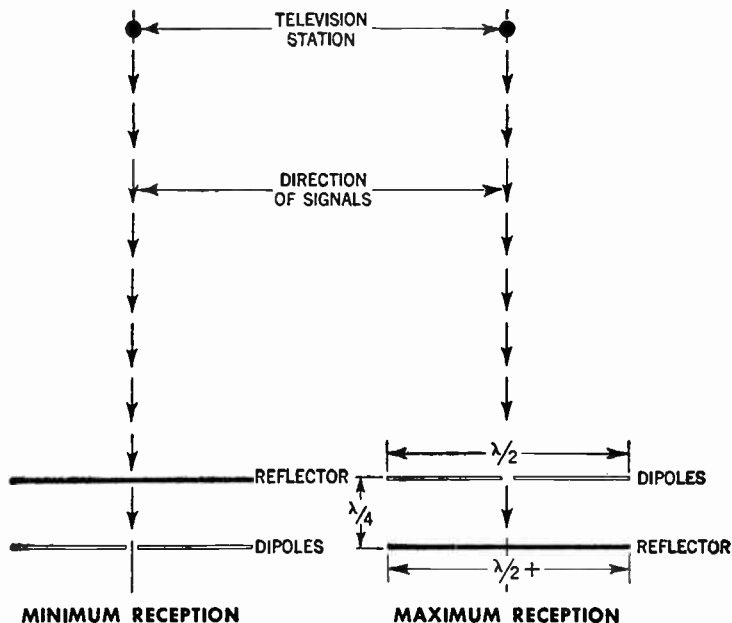 TELEVISION
STATION
DIRECTION
OF SIGNALS
λ/2
REFLECTOR
DIPOLES
λ/4
DIPOLES
REFLECTOR
λ/2 +
MINIMUM RECEPTION
MAXIMUM RECEPTION